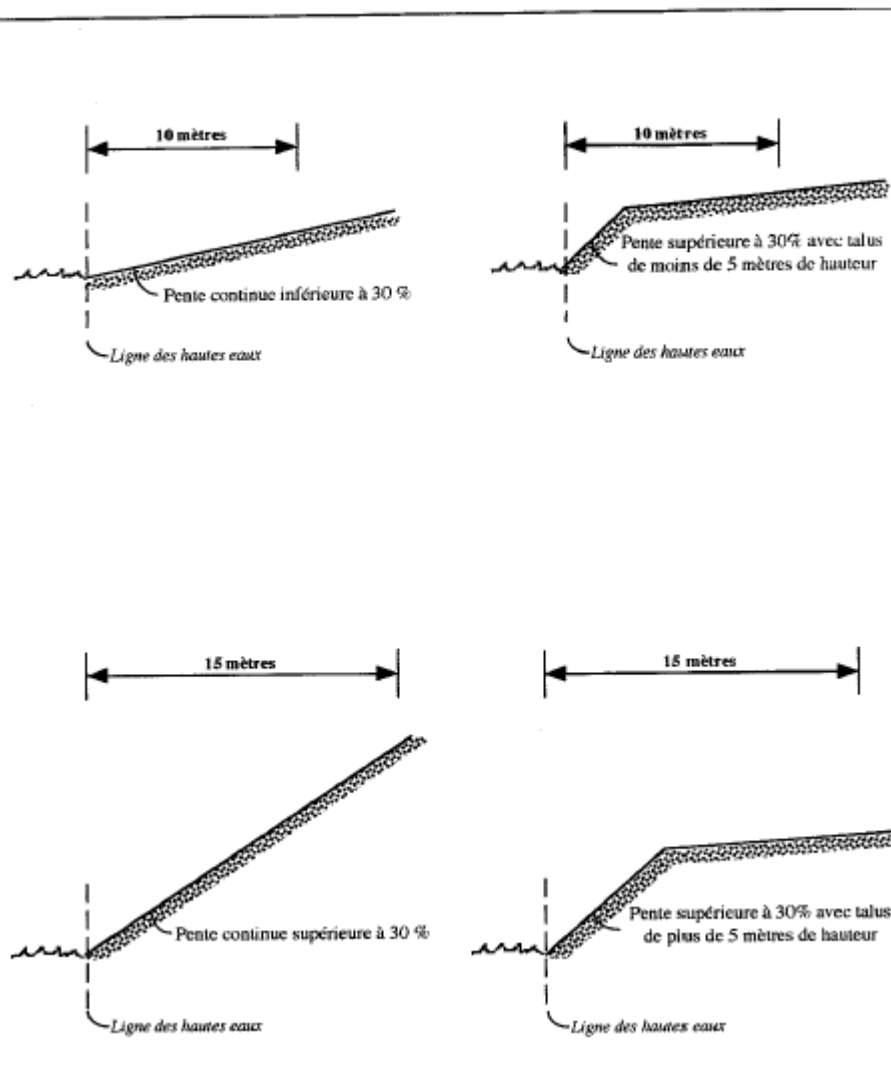 10 mètres
Pente continue inférieure à 30 %
Ligne des hautes eaux
10 mètres
Pente supérieure à 30% avec talus
de moins de 5 mètres de hauteur
Ligne des hautes eaux
15 mètres
Pente continue supérieure à 30 %
Ligne des hautes eaux
15 mètres
Pente supérieure à 30% avec talus
de plus de 5 mètres de hauteur
Ligne des hautes eaux